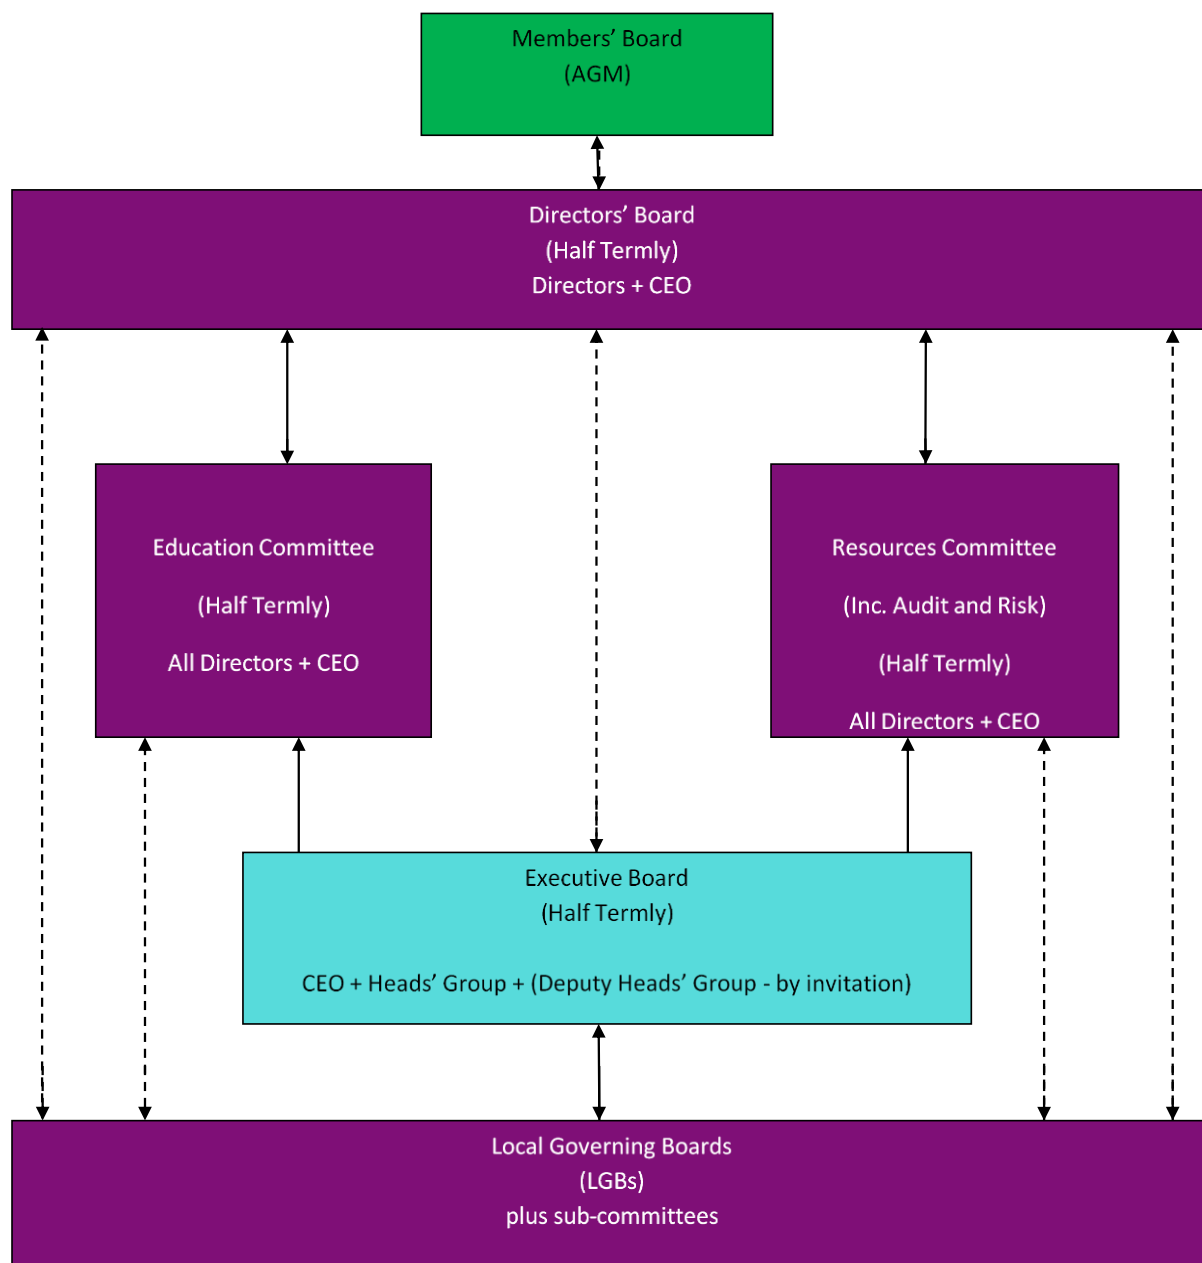 Members’ Board
(AGM)
Directors’ Board
(Half Termly)
Directors + CEO
Education Committee
(Half Termly)
All Directors + CEO
Resources Committee
(Inc. Audit and Risk)
(Half Termly)
All Directors + CEO
Executive Board
(Half Termly)
CEO + Heads’ Group + (Deputy Heads’ Group - by invitation)
Local Governing Boards
(LGBs)
plus sub-committees